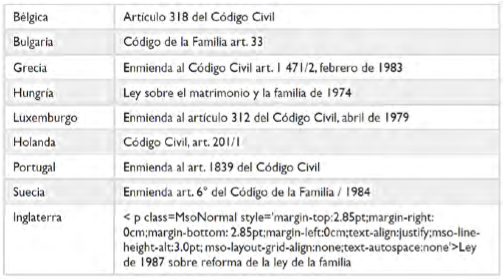 Bélgica Artículo 318 del Código Civil
Bulgaria Código de la Familia art. 33
Grecia Enmienda al Código Civil art. 1 471/2, febrero de 1983
Hungría Ley sobre el matrimonio y la familia de 1974
Luxemburgo Enmienda al artículo 312 del Código Civil, abril de 1979
Holanda Código Civil, art. 201/1
Portugal Enmienda al art. 1839 del Código Civil
Suecia Enmienda art. 6° del Código de la Familia / 1984
Inglaterra < p class=MsoNormal style='margin-top:2.85pt;margin-right:
0cm;margin-bottom: 2.85pt;margin-left:0cm;text-align:justify;mso-line-
height-alt:3.0pt; mso-layout-grid-align:none;text-autospace:none'>Ley
de 1987 sobre reforma de la ley de la familia